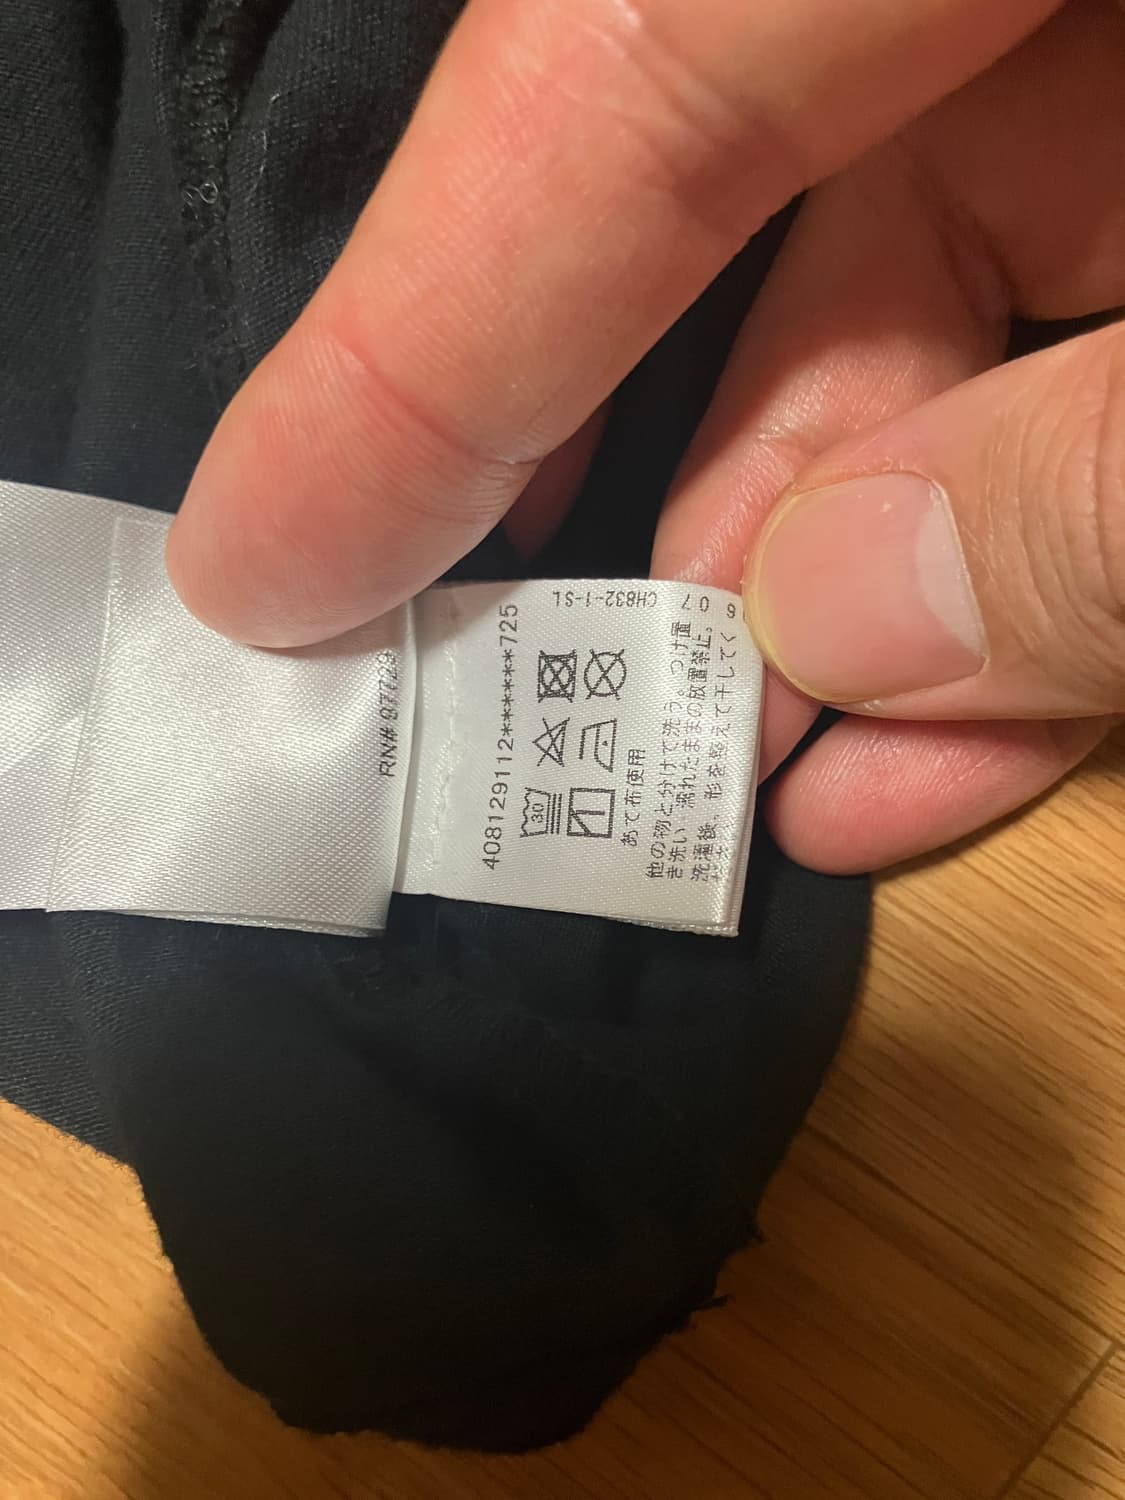 RN#
408129112******725
30
あて布使用
他の物と分けて洗う。つけ置
き洗い、濡れたままの放置禁止。
洗濯後、形を整えて干してく
CH832-1-SL
07